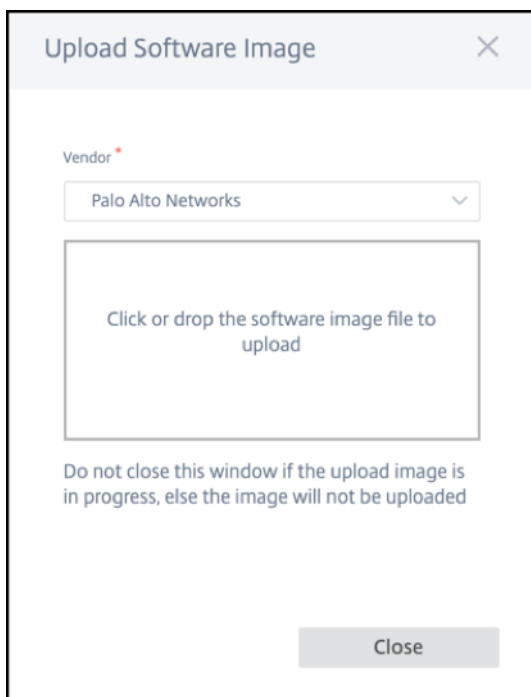 Upload Software Image
Vendor *
Palo Alto Networks
Click or drop the software image file to
upload
Do not close this window if the upload image is
in progress, else the image will not be uploaded
Close